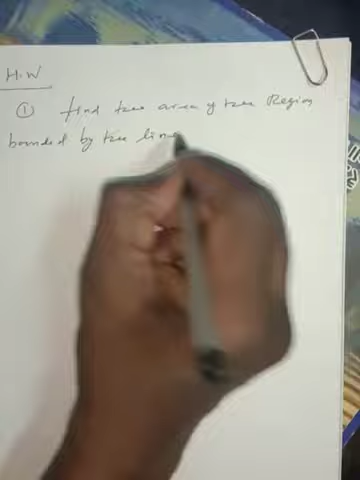 H.W
① find the area of the Region
bounded by the line